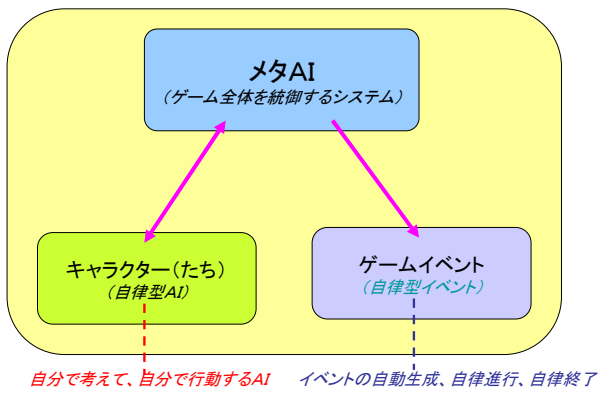 メタAI
（ゲーム全体を統御するシステム）
キャラクター（たち）
（自律型AI）
ゲームイベント
（自律型イベント）
自分で考えて、自分で行動するAI
イベントの自動生成、自律進行、自律終了